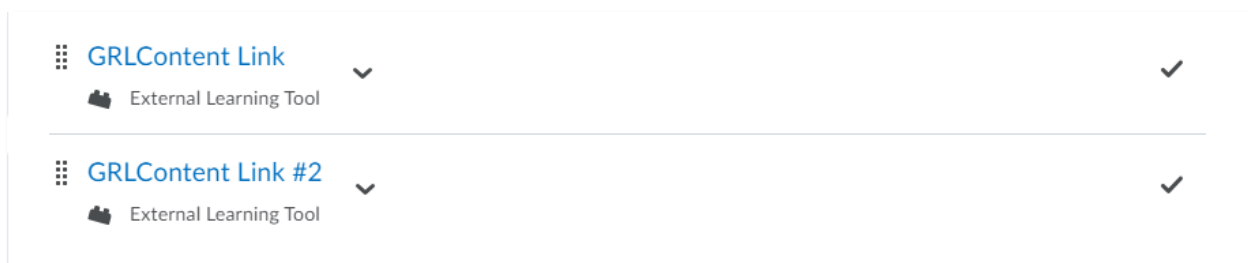 GRLContent Link
External Learning Tool
GRLContent Link #2
External Learning Tool